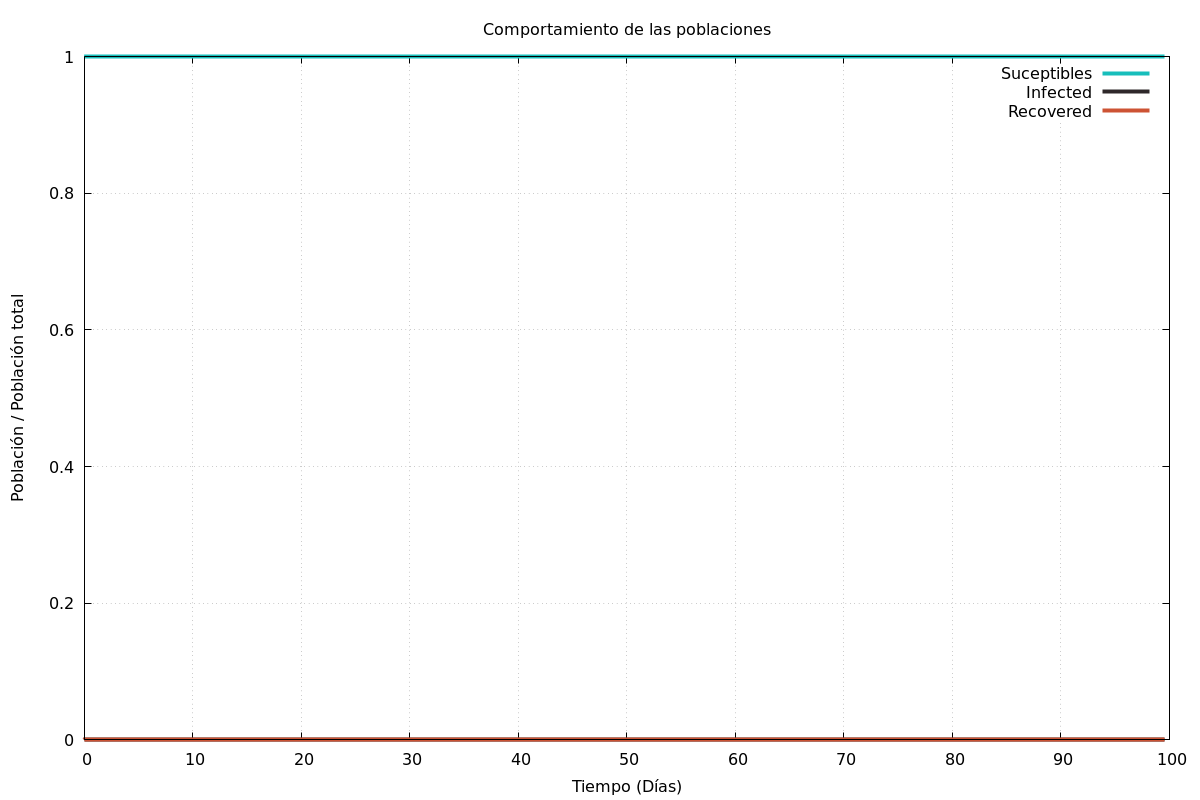 Comportamiento de las poblaciones
Suceptibles
Infected
Recovered
1
0.8
0.6
0.4
0.2
0
Población / Población total
0 10 20 30 40 50 60 70 80 90 100
Tiempo (Días)